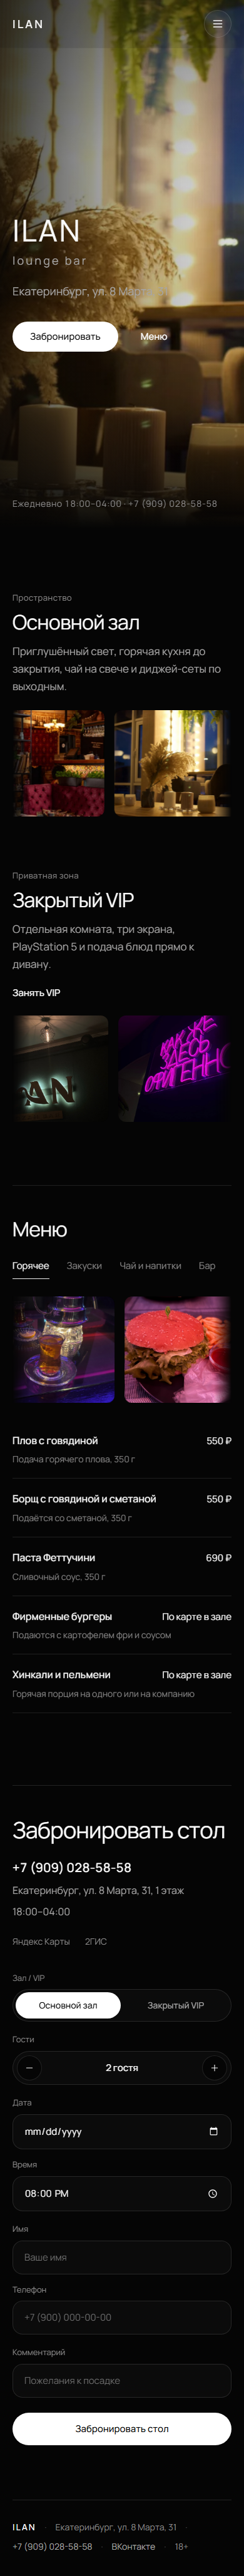 ILAN
ILAN
lounge bar
Екатеринбург, ул. 8 Марта, 31
Забронировать
Меню
Ежедневно 18:00–04:00 · +7 (909) 028-58-58
Пространство
Основной зал
Приглушённый свет, горячая кухня до
закрытия, чай на свече и диджей-сеты по
выходным.
Приватная зона
Закрытый VIP
Отдельная комната, три экрана,
PlayStation 5 и подача блюд прямо к
дивану.
Занять VIP
ЗДЕСЬ
Меню
Горячее
Закуски
Чай и напитки
Бар
Плов с говядиной
550 ₽
Подача горячего плова, 350 г
Борщ с говядиной и сметаной
550 ₽
Подаётся со сметаной, 350 г
Паста Феттучини
690 ₽
Сливочный соус, 350 г
Фирменные бургеры
По карте в зале
Подаются с картофелем фри и соусом
Хинкали и пельмени
По карте в зале
Горячая порция на одного или на компанию
Забронировать стол
+7 (909) 028-58-58
Екатеринбург, ул. 8 Марта, 31, 1 этаж
18:00–04:00
Яндекс Карты
2ГИС
Зал / VIP
Основной зал
Закрытый VIP
Гости
− 2 гостя +
Дата
mm/dd/yyyy
Время
08:00 PM
Имя
Ваше имя
Телефон
+7 (900) 000-00-00
Комментарий
Пожелания к посадке
Забронировать стол
ILAN · Екатеринбург, ул. 8 Марта, 31 ·
+7 (909) 028-58-58 · ВКонтакте · 18+